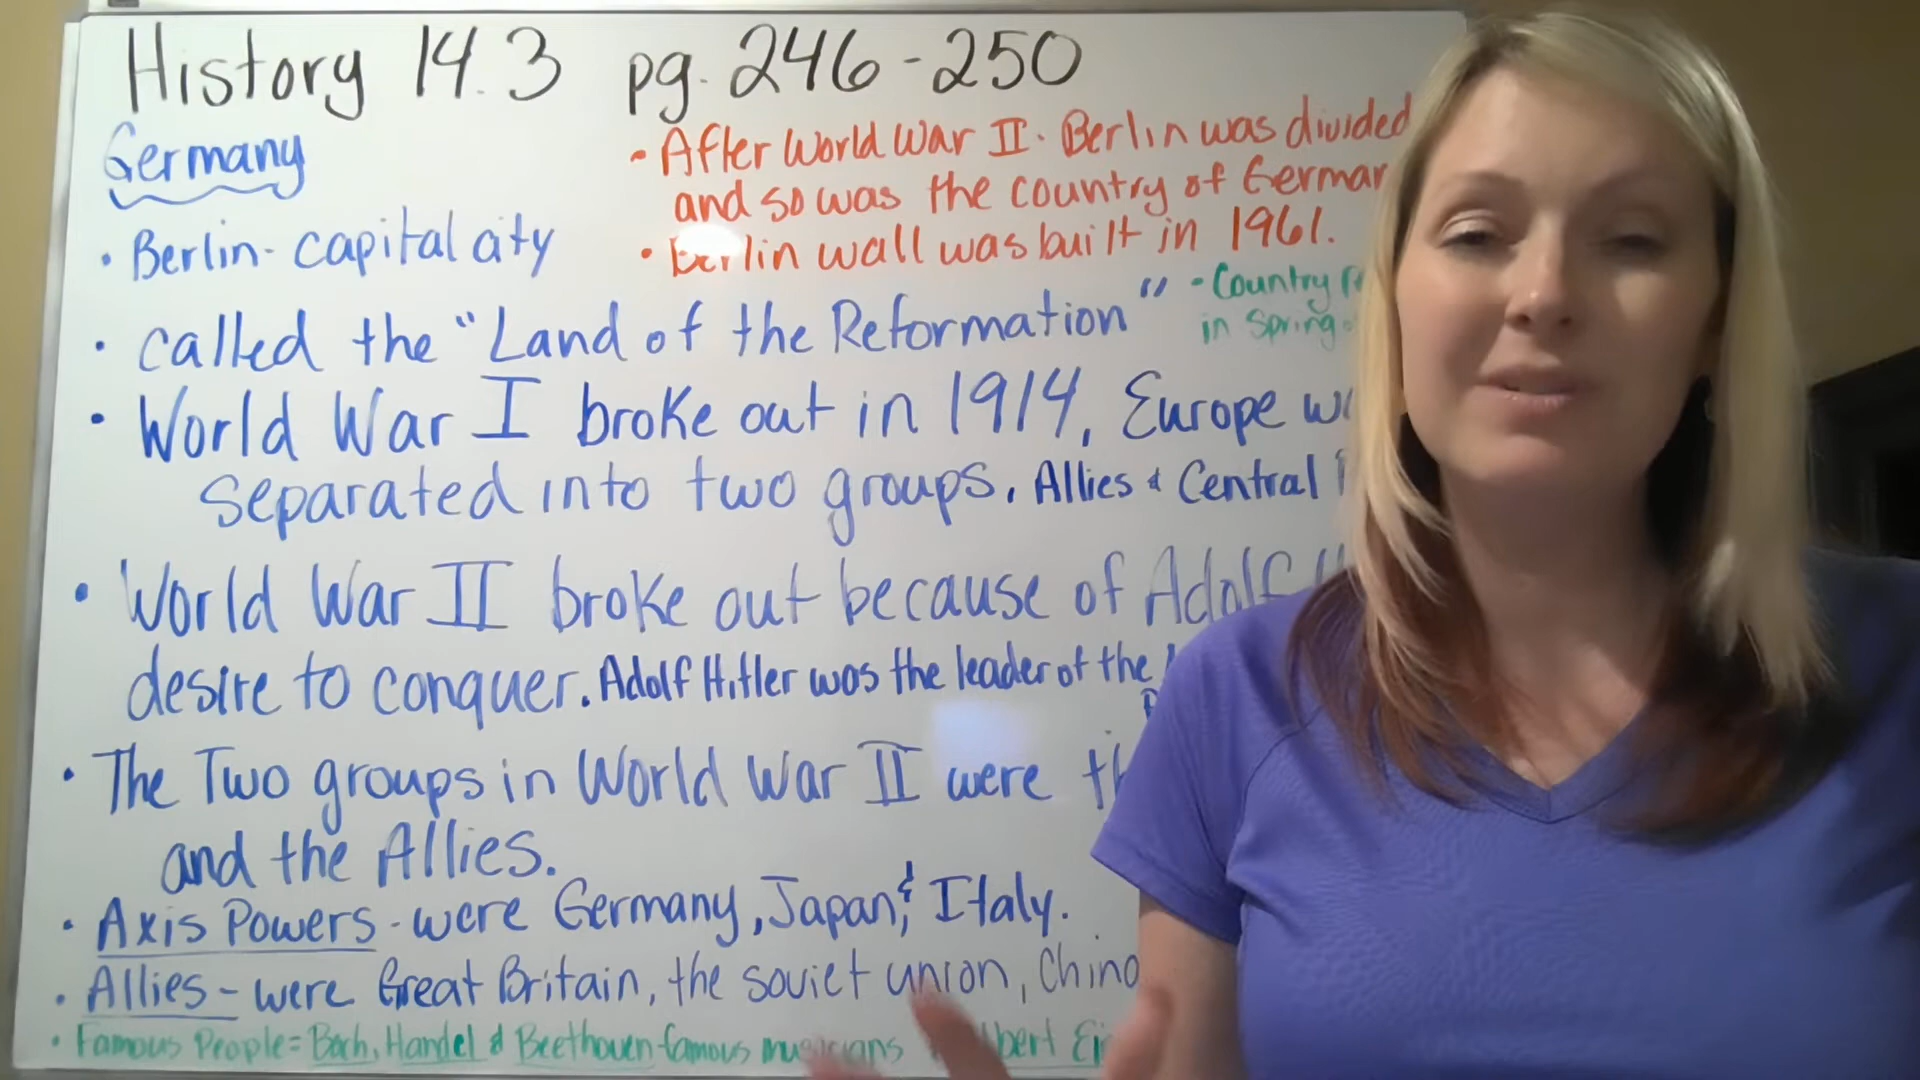 History 14.3 pg. 246-250
Germany
• Berlin - capital city
- After World War II. Berlin was divided
and so was the country of
• Berlin wall was built in 1961.
• called the "Land of the Reformation"
• Country
in Spring
• World War I broke out in 1914, Europe
separated into two groups. Allies & Central
• World War II broke out because of Adolf
desire to conquer. Adolf Hitler was the leader of the
• The Two groups in World War II were
and the Allies.
• Axis Powers - were Germany, Japan, & Italy.
• Allies - were Great Britain, the soviet union,
• Famous People = Bach, Handel & Beethoven famous musicians